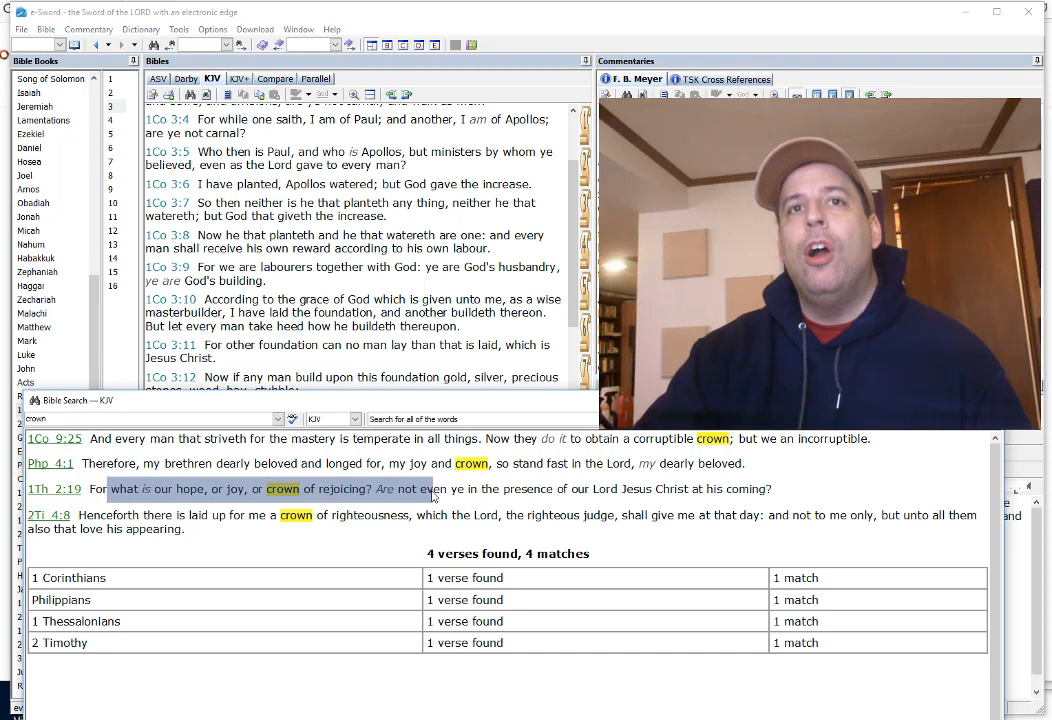 e-Sword - the Sword of the LORD with an electronic edge
File Bible Commentary Dictionary Tools Options Download Window Help
B C D E
Bible Books
Song of Solomon
Isaiah
Jeremiah
Lamentations
Ezekiel
Daniel
Hosea
Joel
Amos
Obadiah
Jonah
Micah
Nahum
Habakkuk
Zephaniah
Haggai
Zechariah
Malachi
Matthew
Mark
Luke
John
Acts
1
2
3
4
5
6
7
8
9
10
11
12
13
14
15
16
Bibles
ASV Darby KJV KJV+ Compare Parallel
1Co 3:4 For while one saith, I am of Paul; and another, I am of Apollos;
are ye not carnal?
1Co 3:5 Who then is Paul, and who is Apollos, but ministers by whom ye
believed, even as the Lord gave to every man?
1Co 3:6 I have planted, Apollos watered; but God gave the increase.
1Co 3:7 So then neither is he that planteth any thing, neither he that
watereth; but God that giveth the increase.
1Co 3:8 Now he that planteth and he that watereth are one: and every
man shall receive his own reward according to his own labour.
1Co 3:9 For we are labourers together with God: ye are God's husbandry,
ye are God's building.
1Co 3:10 According to the grace of God which is given unto me, as a wise
masterbuilder, I have laid the foundation, and another buildeth thereon.
But let every man take heed how he buildeth thereupon.
1Co 3:11 For other foundation can no man lay than that is laid, which is
Jesus Christ.
1Co 3:12 Now if any man build upon this foundation gold, silver, precious
Commentaries
F. B. Meyer TSK Cross References
Bible Search — KJV
crown KJV Search for all of the words
1Co 9:25 And every man that striveth for the mastery is temperate in all things. Now they do it to obtain a corruptible crown; but we an incorruptible.
Php 4:1 Therefore, my brethren dearly beloved and longed for, my joy and crown, so stand fast in the Lord, my dearly beloved.
1Th 2:19 For what is our hope, or joy, or crown of rejoicing? Are not even ye in the presence of our Lord Jesus Christ at his coming?
2Ti 4:8 Henceforth there is laid up for me a crown of righteousness, which the Lord, the righteous judge, shall give me at that day: and not to me only, but unto all them
also that love his appearing.
4 verses found, 4 matches
1 Corinthians 1 verse found 1 match
Philippians 1 verse found 1 match
1 Thessalonians 1 verse found 1 match
2 Timothy 1 verse found 1 match
and